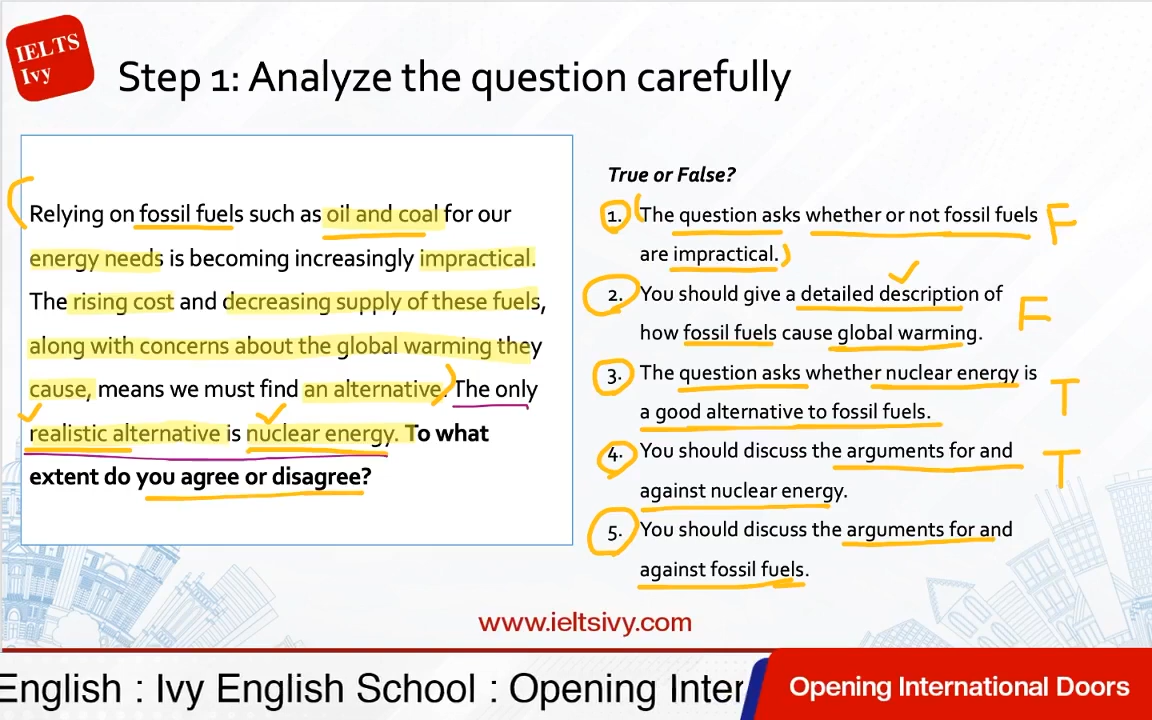 IELTS
Ivy
Step 1: Analyze the question carefully
Relying on fossil fuels such as oil and coal for our
energy needs is becoming increasingly impractical.
The rising cost and decreasing supply of these fuels,
along with concerns about the global warming they
cause, means we must find an alternative. The only
realistic alternative is nuclear energy. To what
extent do you agree or disagree?
True or False?
1. The question asks whether or not fossil fuels
are impractical.
F
2. You should give a detailed description of
how fossil fuels cause global warming.
F
3. The question asks whether nuclear energy is
a good alternative to fossil fuels.
T
4. You should discuss the arguments for and
against nuclear energy.
T
5. You should discuss the arguments for and
against fossil fuels.
www.ieltsivy.com
English : Ivy English School : Opening Inter
Opening International Doors